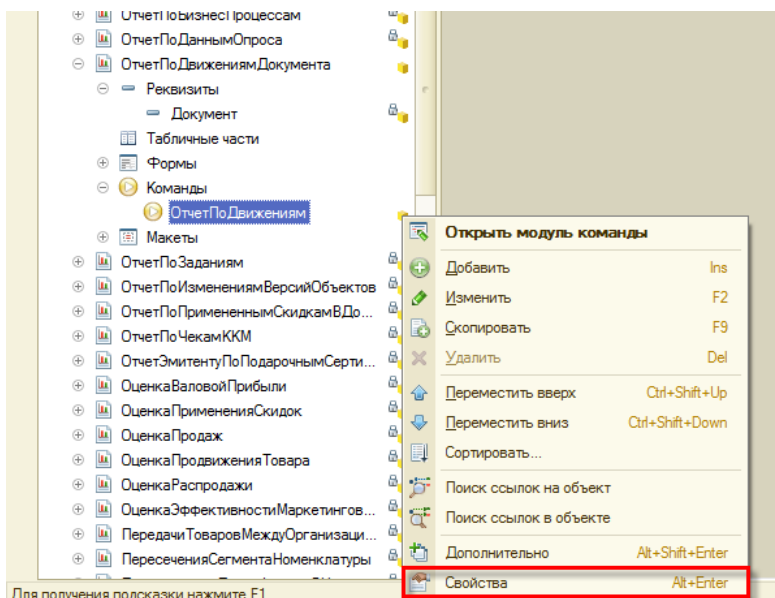 ОтчетПоБизнесПроцессам
ОтчетПоДаннымОпроса
ОтчетПоДвижениямДокумента
Реквизиты
Документ
Табличные части
Формы
Команды
ОтчетПоДвижениям
Макеты
ОтчетПоЗаданиям
ОтчетПоИзменениямВерсийОбъектов
ОтчетПоПримененнымСкидкамВДо...
ОтчетПоЧекамККМ
ОтчетЭмитентуПоПодарочнымСерти...
ОценкаВаловойПрибыли
ОценкаПримененияСкидок
ОценкаПродаж
ОценкаПродвиженияТовара
ОценкаРаспродажи
ОценкаЭффективностиМаркетингов...
ПередачиТоваровМеждуОрганизаци...
ПересеченияСегментаНоменклатуры
Для получения подсказки нажмите F1
Открыть модуль команды
Добавить Ins
Изменить F2
Скопировать F9
Удалить Del
Переместить вверх Ctrl+Shift+Up
Переместить вниз Ctrl+Shift+Down
Сортировать...
Поиск ссылок на объект
Поиск ссылок в объекте
Дополнительно Alt+Shift+Enter
Свойства Alt+Enter